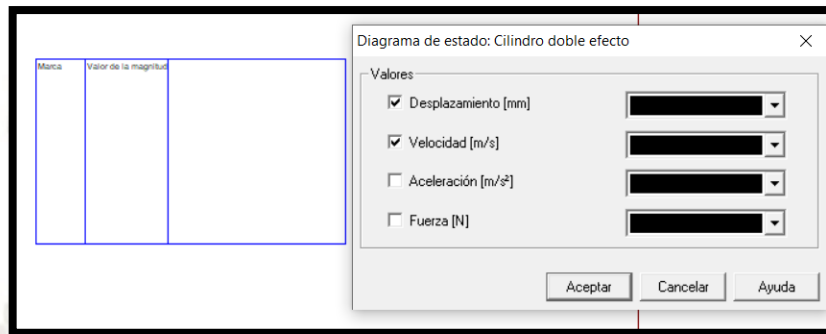 Diagrama de estado: Cilindro doble efecto
Marca Valor de la magnitud
Valores
Desplazamiento [mm]
Velocidad [m/s]
Aceleración [m/s²]
Fuerza [N]
Aceptar Cancelar Ayuda